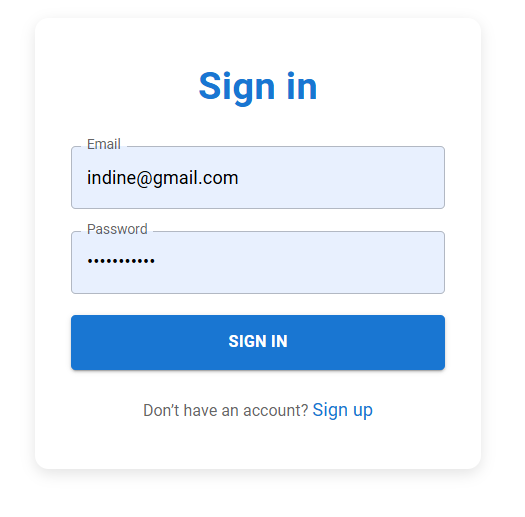 Sign in
Email
indine@gmail.com
Password
•••••••••••
SIGN IN
Don’t have an account? Sign up